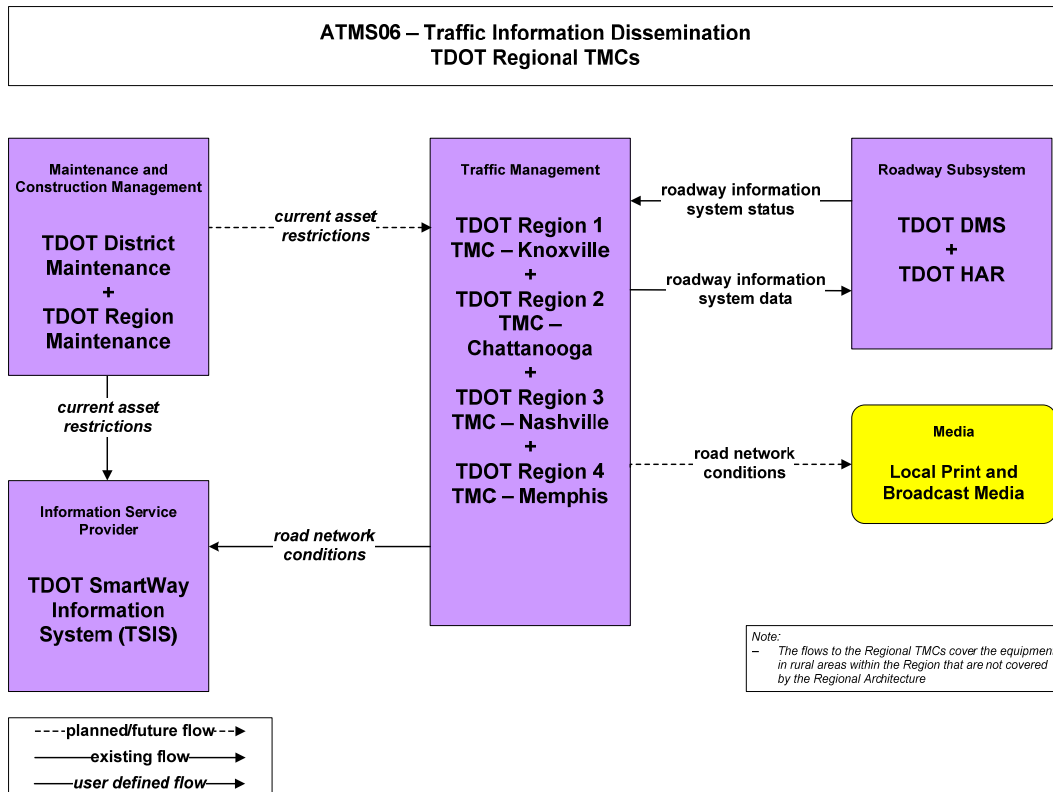 ATMS06 – Traffic Information Dissemination
TDOT Regional TMCs
Maintenance and
Construction Management
TDOT District
Maintenance
+
TDOT Region
Maintenance
current asset
restrictions
Traffic Management
TDOT Region 1
TMC – Knoxville
+
TDOT Region 2
TMC –
Chattanooga
+
TDOT Region 3
TMC – Nashville
+
TDOT Region 4
TMC – Memphis
roadway information
system status
roadway information
system data
Roadway Subsystem
TDOT DMS
+
TDOT HAR
current asset
restrictions
road network
conditions
Media
Local Print and
Broadcast Media
Information Service
Provider
TDOT SmartWay
Information
System (TSIS)
road network
conditions
Note:
– The flows to the Regional TMCs cover the equipment
in rural areas within the Region that are not covered
by the Regional Architecture
planned/future flow
existing flow
user defined flow